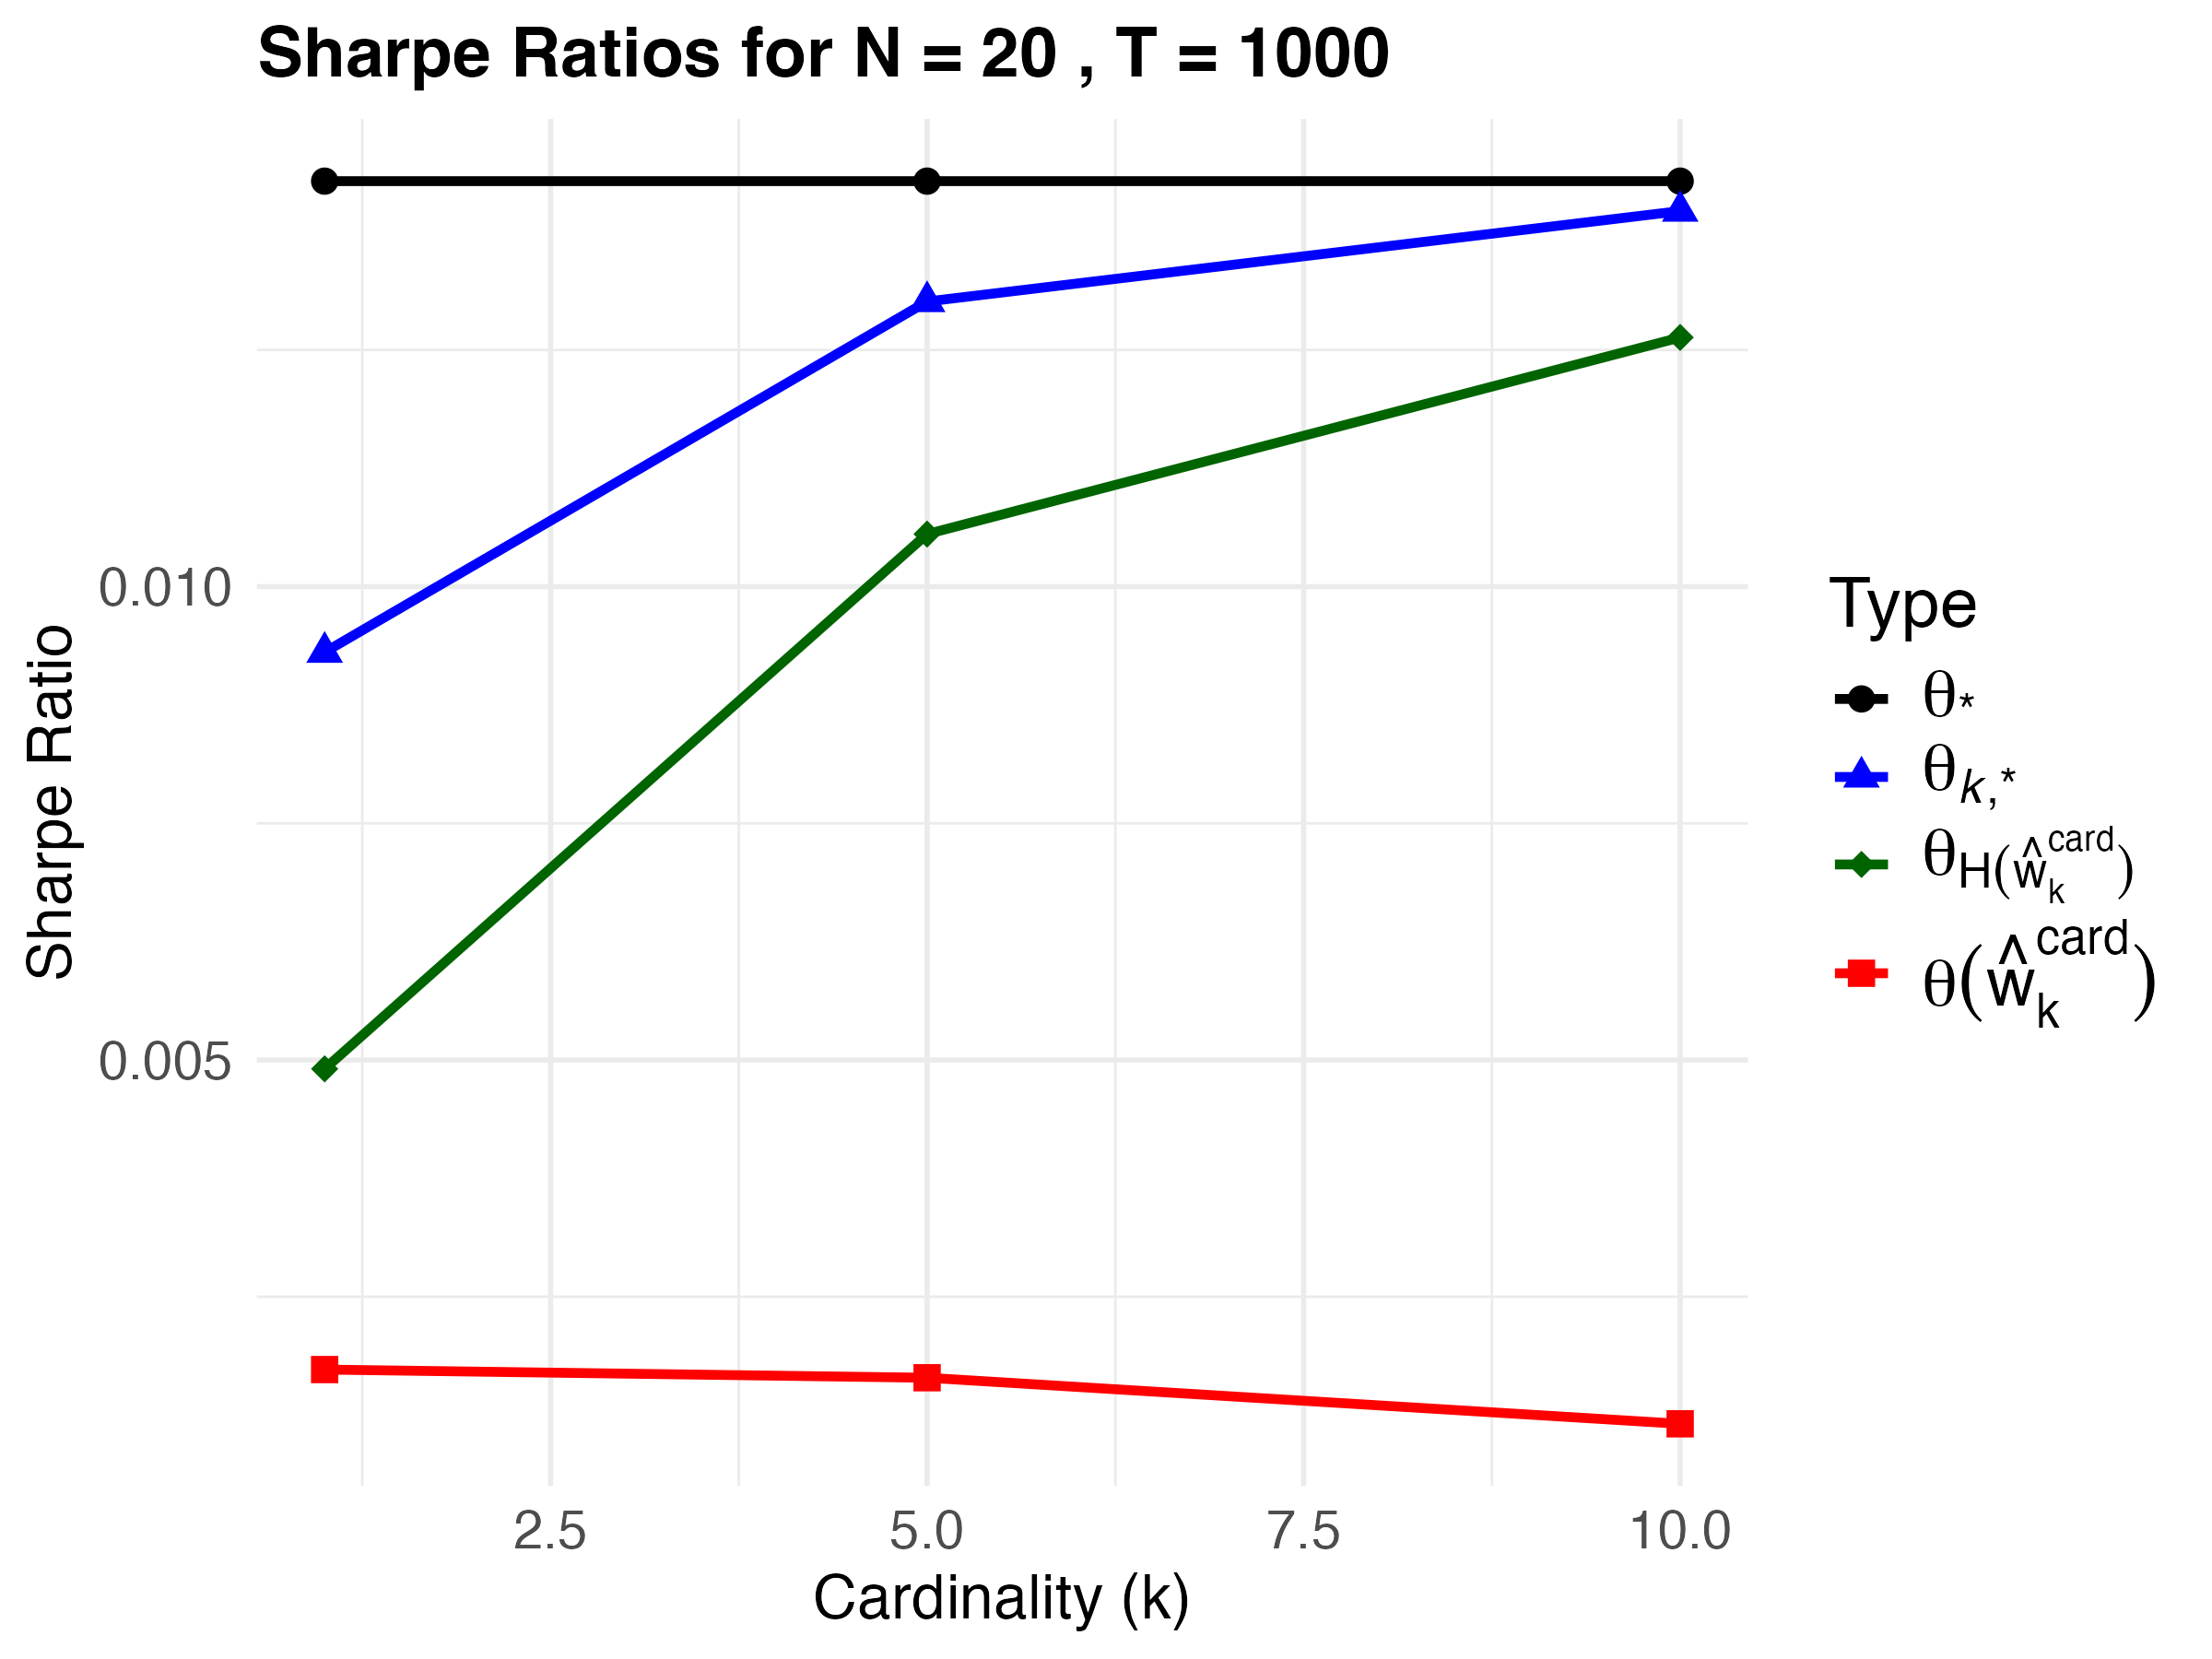 Sharpe Ratios for N = 20 , T = 1000
Sharpe Ratio
0.010
0.005
2.5 5.0 7.5 10.0
Cardinality (k)
Type
θ*
θk,*
θH(ŵkcard)
θ(ŵkcard)